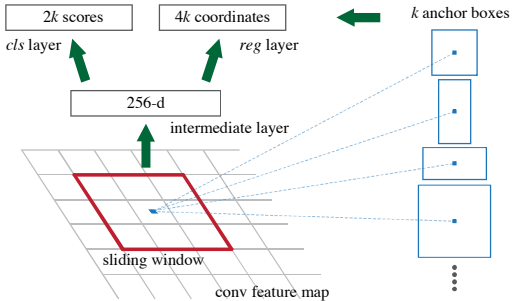 2k scores
4k coordinates
k anchor boxes
cls layer
reg layer
256-d
intermediate layer
sliding window
conv feature map